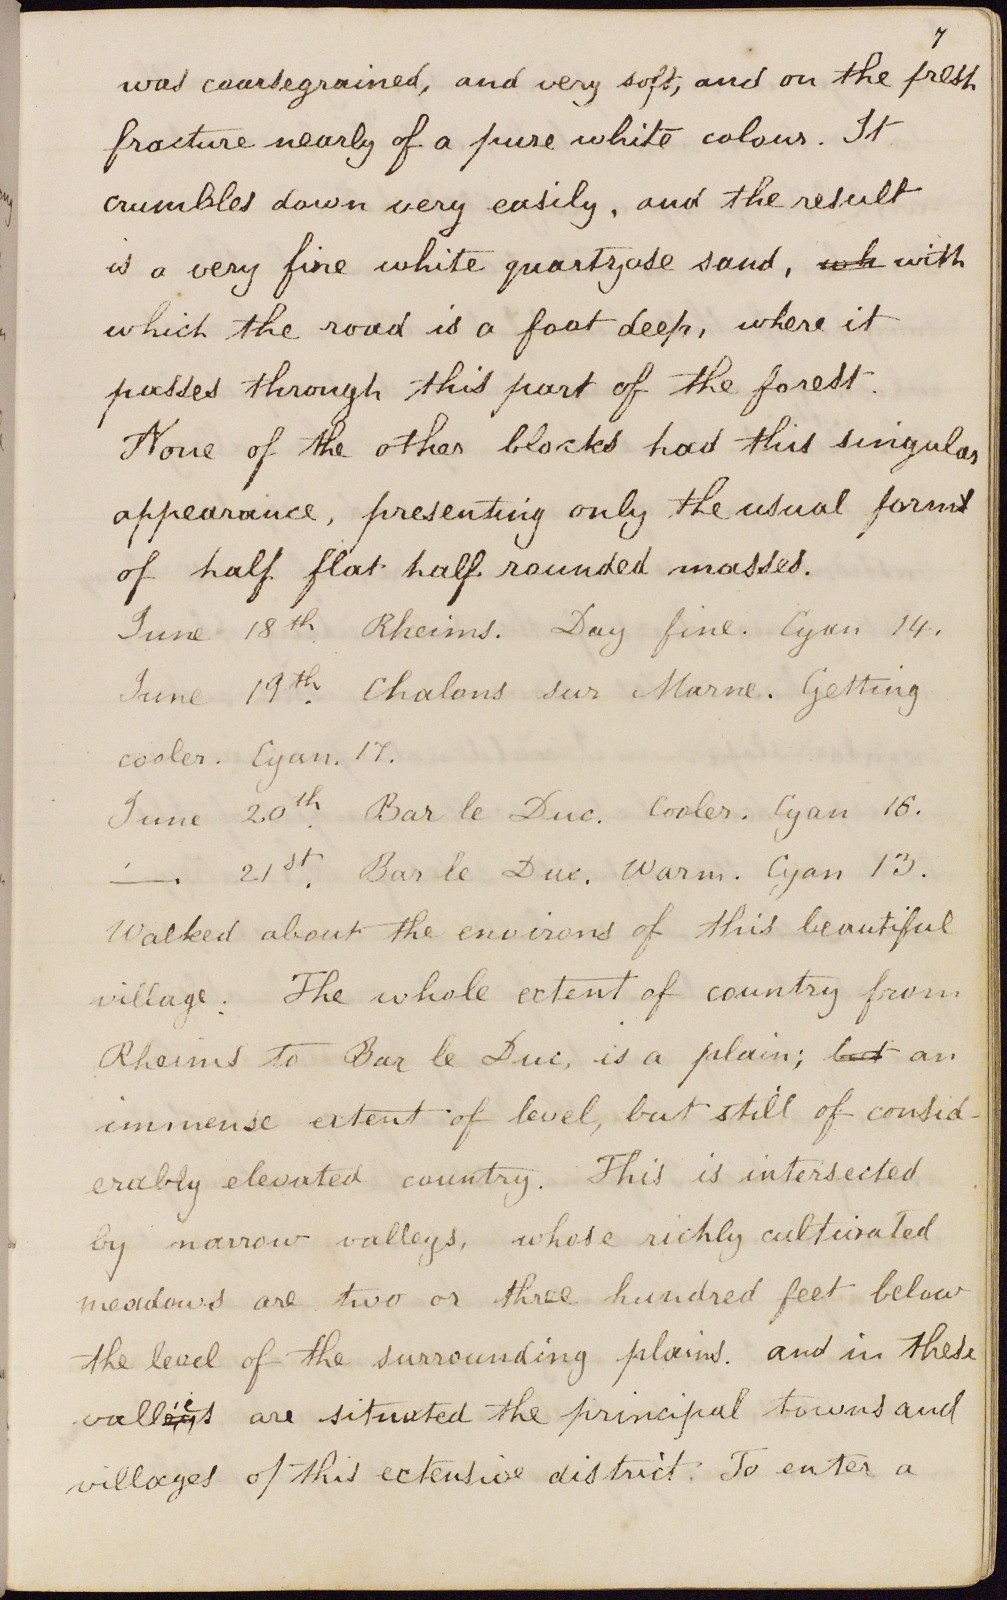 7
was coarsegrained, and very soft, and on the fresh
fracture nearly of a pure white colour. It
crumbles down very easily, and the result
is a very fine white quartzose sand, wh with
which the road is a foot deep, where it
passes through this part of the forest.
None of the other blocks had this singular
appearance, presenting only the usual forms
of half flat half rounded masses.
June 18th. Rheims. Day fine. Cyan 14.
June 19th. Chalons sur Marne. Getting
cooler. Cyan. 17.
June 20th. Bar le Duc. Cooler. Cyan 16.
—. 21st. Bar le Duc. Warm. Cyan 13.
Walked about the environs of this beautiful
village. The whole extent of country from
Rheims to Bar le Duc, is a plain; but an
immense extent of level, but still of consid-
erably elevated country. This is intersected
by narrow valleys, whose richly cultivated
meadows are two or three hundred feet below
the level of the surrounding plains. and in these
vallies are situated the principal towns and
villages of this extensive district. To enter a